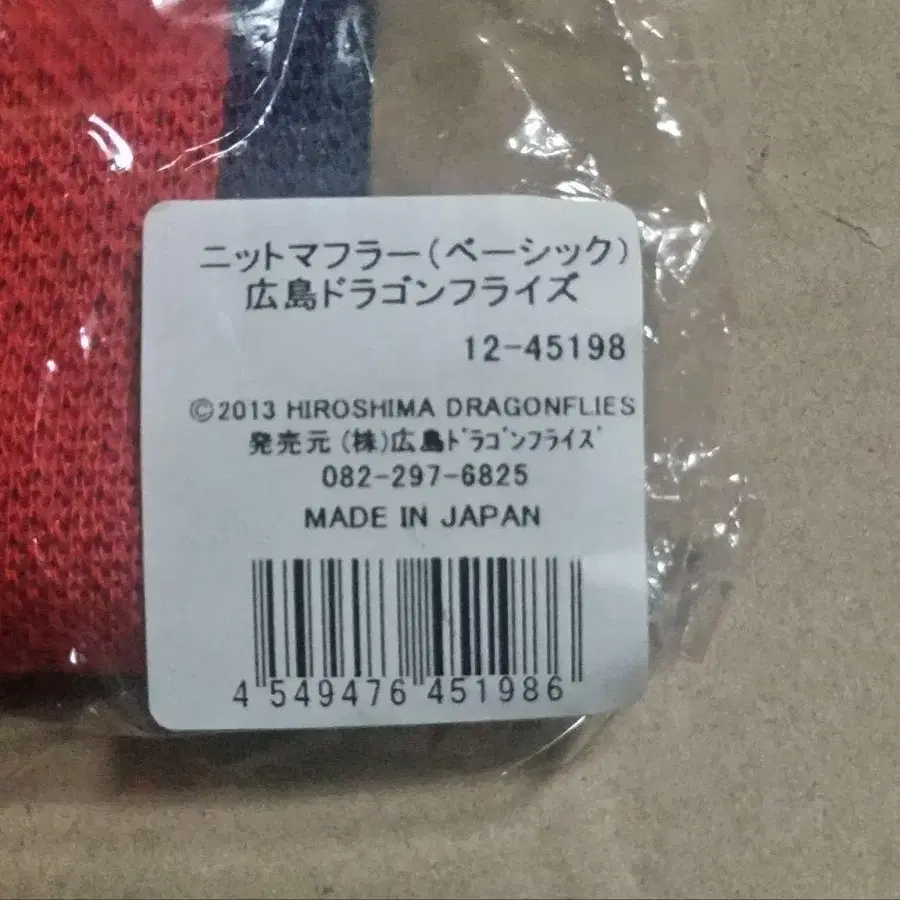 ニットマフラー(ベーシック)
広島ドラゴンフライズ
12-45198
©2013 HIROSHIMA DRAGONFLIES
発売元 (株)広島ﾄﾞﾗｺﾞﾝﾌﾗｲｽﾞ
082-297-6825
MADE IN JAPAN
4 549476 451986